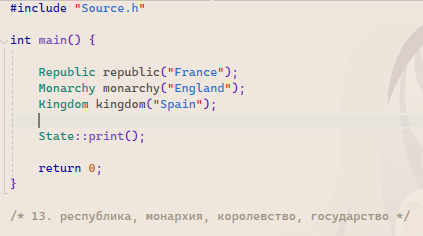 #include "Source.h"
int main() {
Republic republic("France");
Monarchy monarchy("England");
Kingdom kingdom("Spain");
State::print();
return 0;
}
/* 13. республика, монархия, королевство, государство */